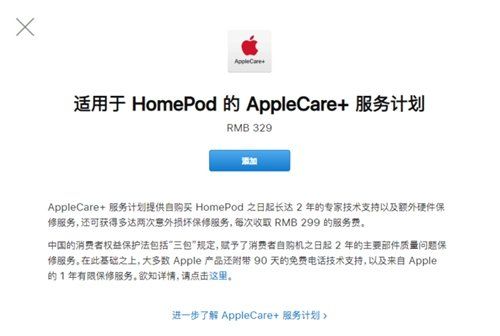 AppleCare+
适用于 HomePod 的 AppleCare+ 服务计划
RMB 329
添加
AppleCare+ 服务计划提供自购买 HomePod 之日起长达 2 年的专家技术支持以及额外硬件保
修服务，还可获得多达两次意外损坏保修服务，每次收取 RMB 299 的服务费。
中国的消费者权益保护法包括“三包”规定，赋予了消费者自购机之日起 2 年的主要部件质量问题保
修服务。在此基础之上，大多数 Apple 产品还附带 90 天的免费电话技术支持，以及来自 Apple
的 1 年有限保修服务。欲知详情，请点击这里。
进一步了解 AppleCare+ 服务计划 >